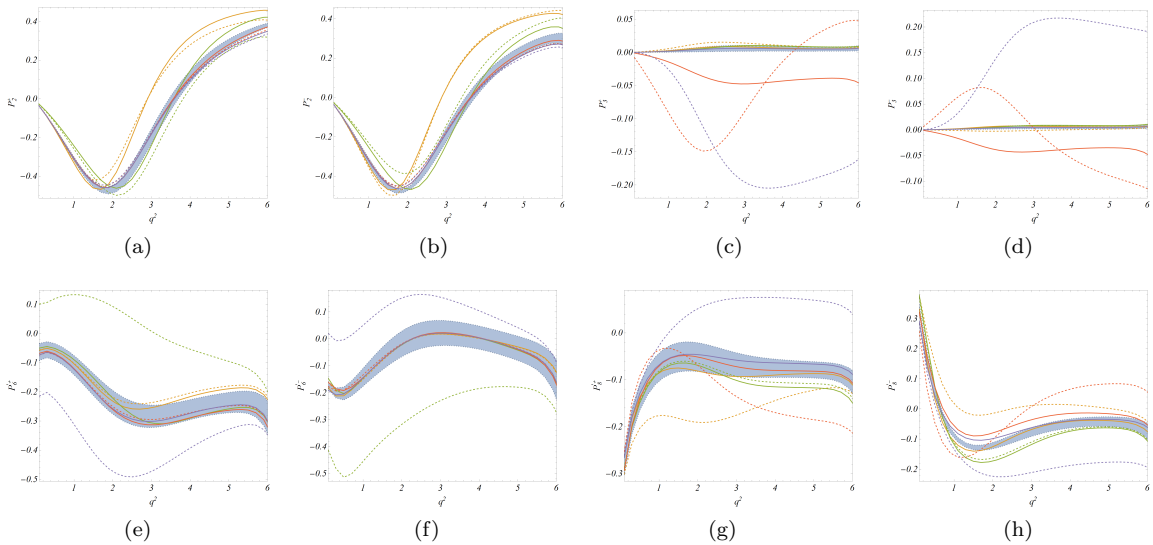 0.4
0.2
0.0
−0.2
−0.4
P₂
1 2 3 4 5 6
q²
(a)
0.4
0.2
0.0
−0.2
−0.4
P₂
1 2 3 4 5 6
q²
(b)
0.05
0.00
−0.05
−0.10
−0.15
−0.20
P₃
0 1 2 3 4 5 6
q²
(c)
0.20
0.15
0.10
0.05
0.00
−0.05
−0.10
P₃
0 1 2 3 4 5 6
q²
(d)
0.1
0.0
−0.1
−0.2
−0.3
−0.4
−0.5
P₆′
1 2 3 4 5 6
q²
(e)
0.1
0.0
−0.1
−0.2
−0.3
−0.4
−0.5
P₆′
1 2 3 4 5 6
q²
(f)
0.0
−0.1
−0.2
−0.3
P₈′
1 2 3 4 5 6
q²
(g)
0.3
0.2
0.1
0.0
−0.1
−0.2
P₈′
1 2 3 4 5 6
q²
(h)